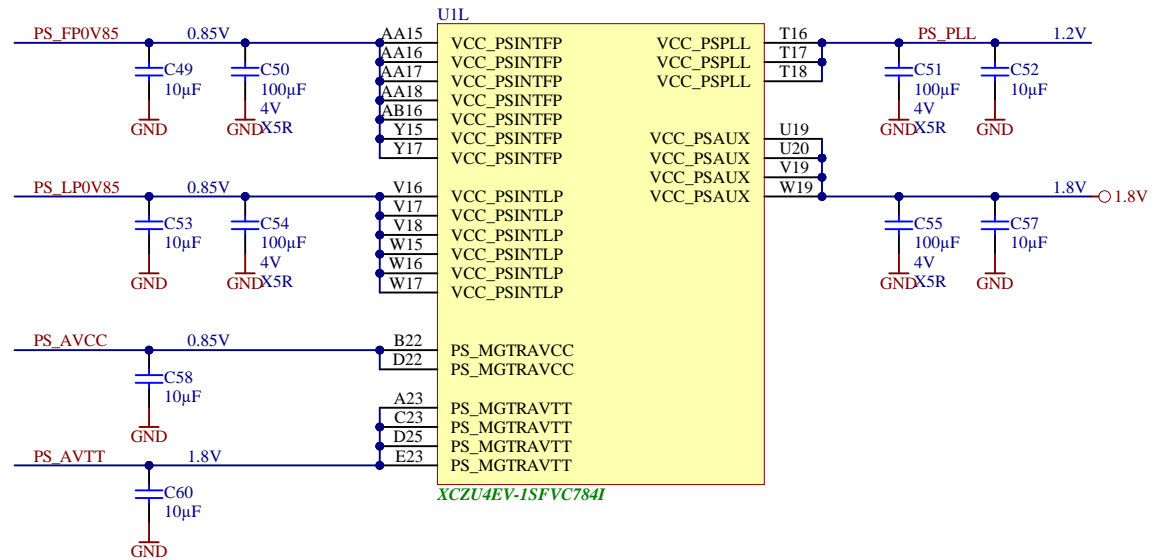 U1L
PS_FP0V85 0.85V
C49
10µF
GND
C50
100µF
4V
X5R
GND
AA15 VCC_PSINTFP
AA16 VCC_PSINTFP
AA17 VCC_PSINTFP
AA18 VCC_PSINTFP
AB16 VCC_PSINTFP
Y15 VCC_PSINTFP
Y17 VCC_PSINTFP
PS_LP0V85 0.85V
C53
10µF
GND
C54
100µF
4V
X5R
GND
V16 VCC_PSINTLP
V17 VCC_PSINTLP
V18 VCC_PSINTLP
W15 VCC_PSINTLP
W16 VCC_PSINTLP
W17 VCC_PSINTLP
PS_AVCC 0.85V
C58
10µF
GND
B22 PS_MGTRAVCC
D22 PS_MGTRAVCC
A23 PS_MGTRAVTT
C23 PS_MGTRAVTT
D25 PS_MGTRAVTT
E23 PS_MGTRAVTT
PS_AVTT 1.8V
C60
10µF
GND
VCC_PSPLL T16
VCC_PSPLL T17
VCC_PSPLL T18
PS_PLL 1.2V
C51
100µF
4V
X5R
GND
C52
10µF
GND
VCC_PSAUX U19
VCC_PSAUX U20
VCC_PSAUX V19
VCC_PSAUX W19
1.8V 1.8V
C55
100µF
4V
X5R
GND
C57
10µF
GND
XCZU4EV-1SFVC784I